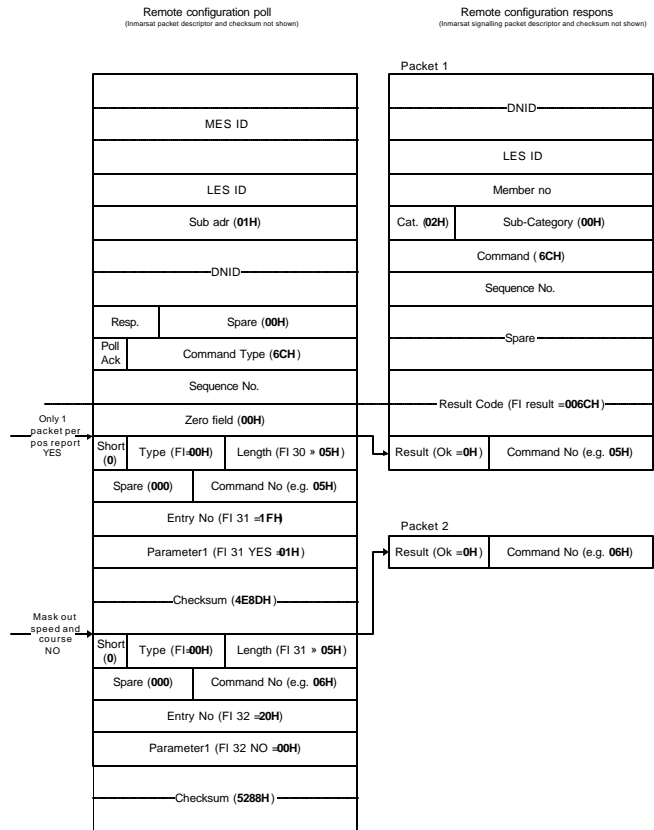 Remote configuration poll
(Inmarsat packet descriptor and checksum not shown)
MES ID
LES ID
Sub adr (01H)
DNID
Resp.
Spare (00H)
Poll
Ack
Command Type (6CH)
Sequence No.
Zero field (00H)
Only 1
packet per
pos report
YES
Short
(0)
Type (FI=00H)
Length (FI 30 » 05H)
Spare (000)
Command No (e.g. 05H)
Entry No (FI 31 =1FH)
Parameter1 (FI 31 YES =01H)
Checksum (4E8DH)
Mask out
speed and
course
NO
Short
(0)
Type (FI=00H)
Length (FI 31 » 05H)
Spare (000)
Command No (e.g. 06H)
Entry No (FI 32 =20H)
Parameter1 (FI 32 NO =00H)
Checksum (5288H)
Remote configuration respons
(Inmarsat signalling packet descriptor and checksum not shown)
Packet 1
DNID
LES ID
Member no
Cat. (02H)
Sub-Category (00H)
Command (6CH)
Sequence No.
Spare
Result Code (FI result =006CH)
Result (Ok =0H)
Command No (e.g. 05H)
Packet 2
Result (Ok =0H)
Command No (e.g. 06H)